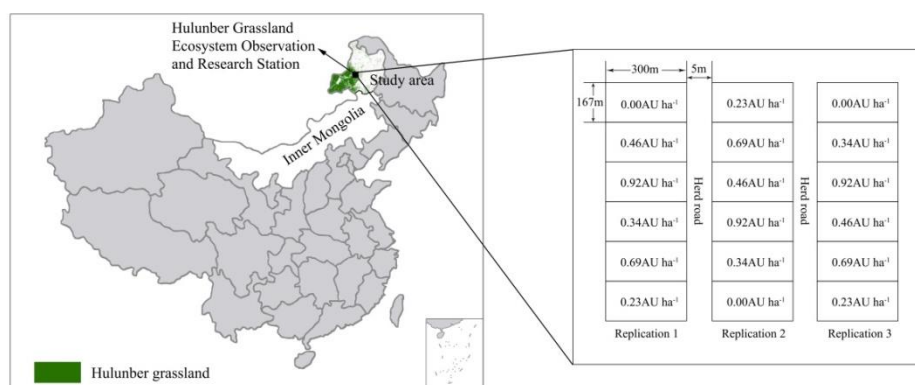 Hulunber Grassland
Ecosystem Observation
and Research Station
Study area
Inner Mongolia
Hulunber grassland
300m
5m
167m
0.00AU ha⁻¹
0.46AU ha⁻¹
0.92AU ha⁻¹
0.34AU ha⁻¹
0.69AU ha⁻¹
0.23AU ha⁻¹
Replication 1
Herd road
0.23AU ha⁻¹
0.69AU ha⁻¹
0.46AU ha⁻¹
0.92AU ha⁻¹
0.34AU ha⁻¹
0.00AU ha⁻¹
Replication 2
Herd road
0.00AU ha⁻¹
0.34AU ha⁻¹
0.92AU ha⁻¹
0.46AU ha⁻¹
0.69AU ha⁻¹
0.23AU ha⁻¹
Replication 3